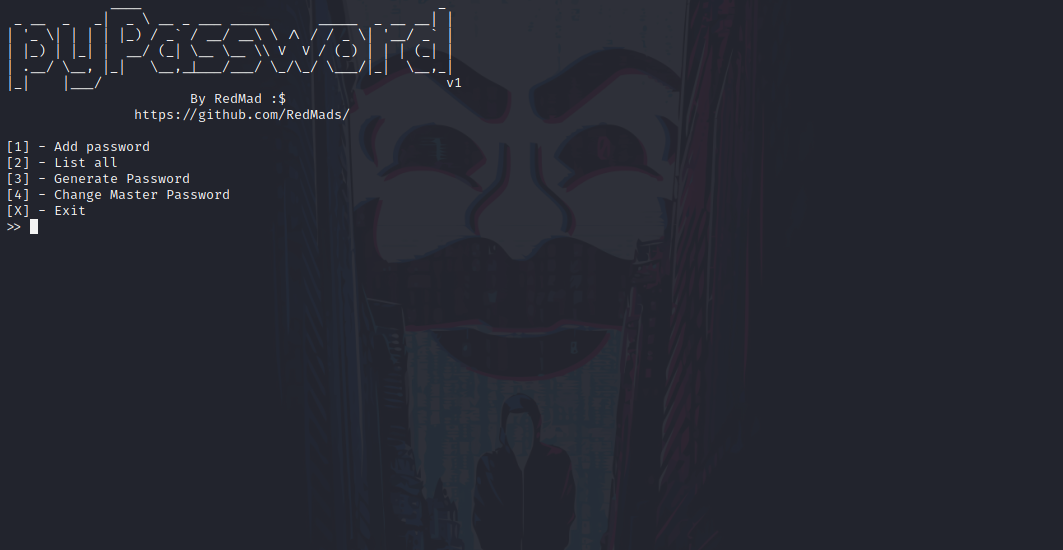 pyPassword
v1
By RedMad :$
https://github.com/RedMads/
[1] - Add password
[2] - List all
[3] - Generate Password
[4] - Change Master Password
[X] - Exit
>>